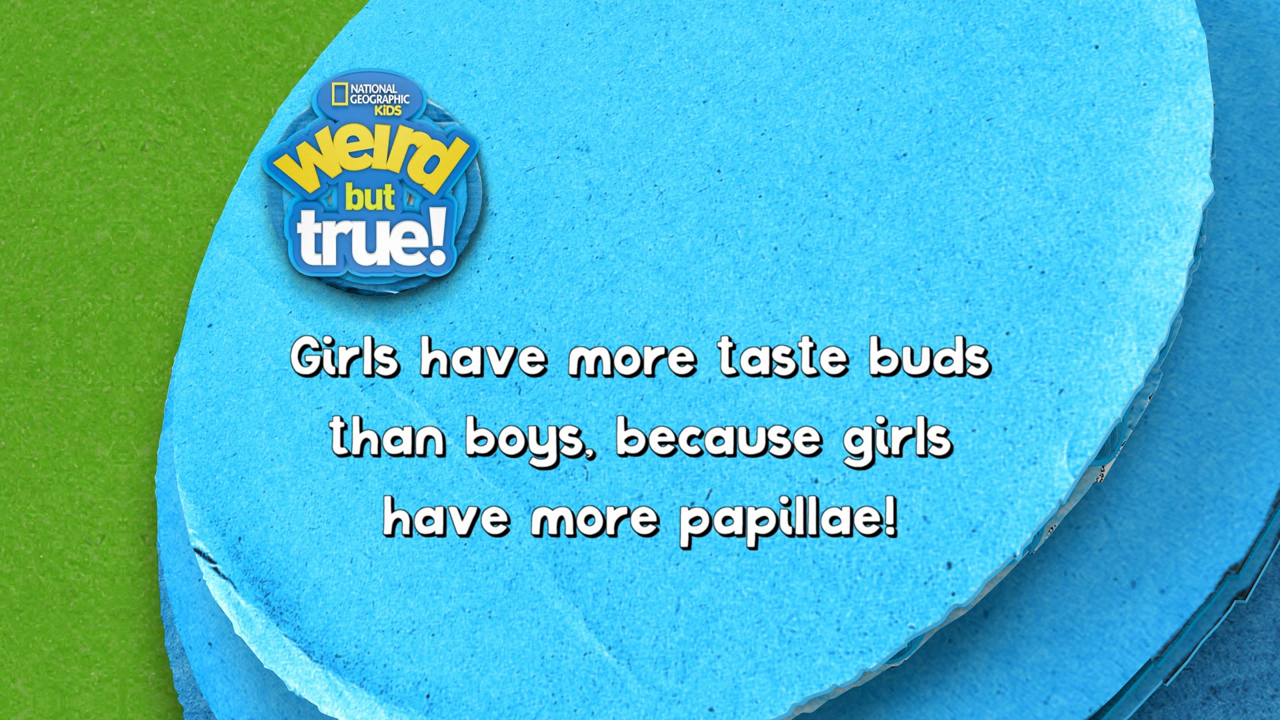 NATIONAL
GEOGRAPHIC
KiDS
weird
but
true!
Girls have more taste buds
than boys, because girls
have more papillae!